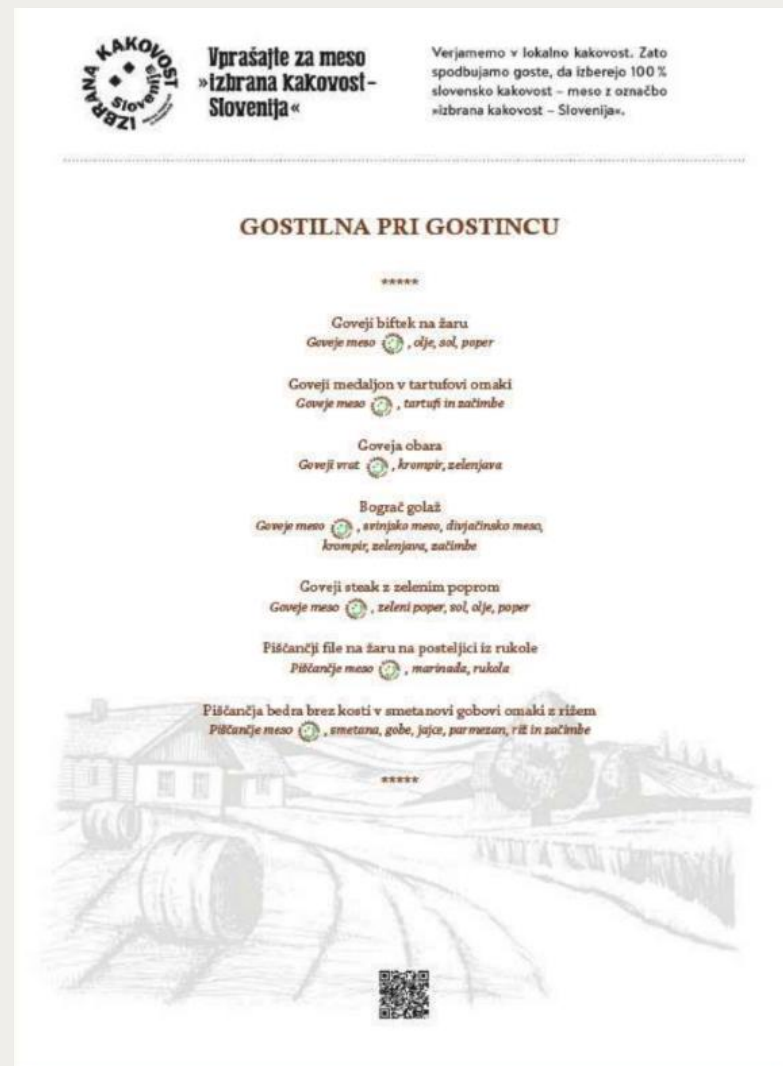 IZBRANA KAKOVOST
Slovenija
Vprašajte za meso
»izbrana kakovost–
Slovenija«
Verjamemo v lokalno kakovost. Zato
spodbujamo goste, da izberejo 100 %
slovensko kakovost – meso z označbo
»izbrana kakovost – Slovenija«.
GOSTILNA PRI GOSTINCU
*****
Goveji biftek na žaru
Goveje meso , olje, sol, poper
Goveji medaljon v tartufovi omaki
Goveje meso , tartufi in začimbe
Goveja obara
Goveji vrat , krompir, zelenjava
Bograč golaž
Goveje meso , svinjsko meso, divjačinsko meso,
krompir, zelenjava, začimbe
Goveji steak z zelenim poprom
Goveje meso , zeleni poper, sol, olje, poper
Piščančji file na žaru na posteljici iz rukole
Piščančje meso , marinada, rukola
Piščančja bedra brez kosti v smetanovi gobovi omaki z rižem
Piščančje meso , smetana, gobe, jajce, parmezan, riž in začimbe
*****